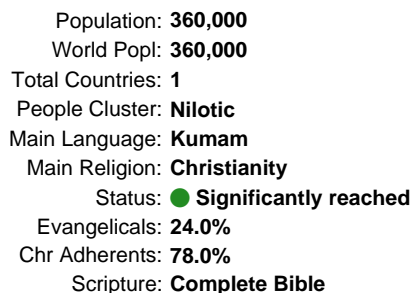 Population: 360,000
World Popl: 360,000
Total Countries: 1
People Cluster: Nilotic
Main Language: Kumam
Main Religion: Christianity
Status: Significantly reached
Evangelicals: 24.0%
Chr Adherents: 78.0%
Scripture: Complete Bible